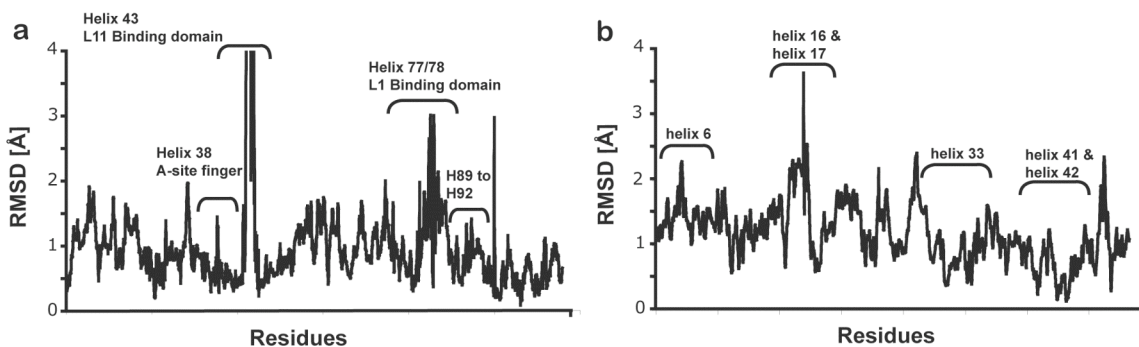 a
Helix 43
L11 Binding domain
Helix 77/78
L1 Binding domain
Helix 38
A-site finger
H89 to
H92
RMSD [Å]
4
3
2
1
0
Residues
b
helix 16 &
helix 17
helix 6
helix 33
helix 41 &
helix 42
RMSD [Å]
4
3
2
1
0
Residues